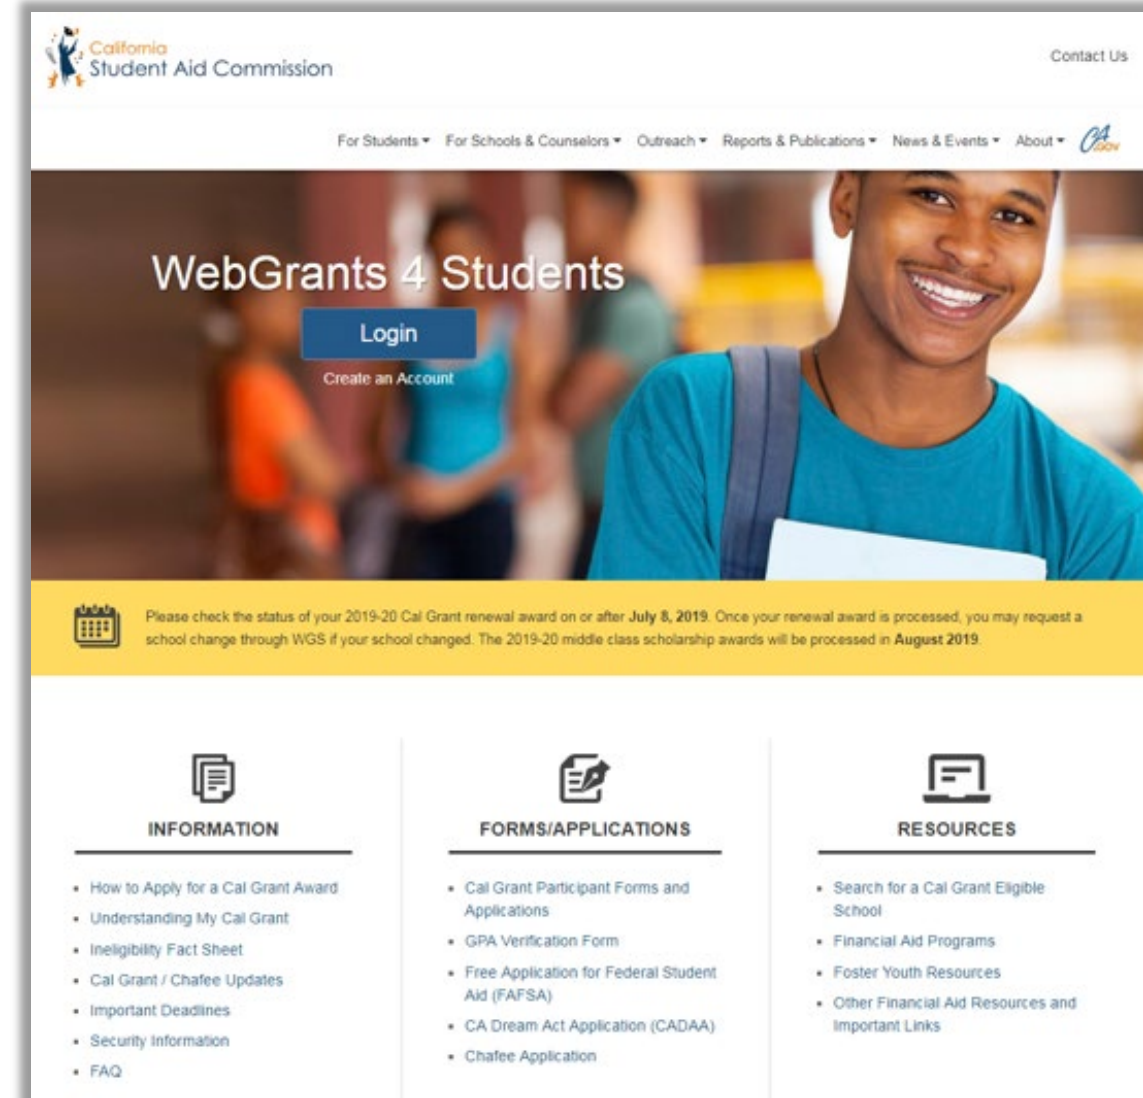 California
Student Aid Commission
Contact Us
For Students
For Schools & Counselors
Outreach
Reports & Publications
News & Events
About
CA
.GOV
WebGrants 4 Students
Login
Create an Account
Please check the status of your 2019-20 Cal Grant renewal award on or after July 8, 2019. Once your renewal award is processed, you may request a
school change through WGS if your school changed. The 2019-20 middle class scholarship awards will be processed in August 2019.
INFORMATION
• How to Apply for a Cal Grant Award
• Understanding My Cal Grant
• Ineligibility Fact Sheet
• Cal Grant / Chafee Updates
• Important Deadlines
• Security Information
• FAQ
FORMS/APPLICATIONS
• Cal Grant Participant Forms and
Applications
• GPA Verification Form
• Free Application for Federal Student
Aid (FAFSA)
• CA Dream Act Application (CADAA)
• Chafee Application
RESOURCES
• Search for a Cal Grant Eligible
School
• Financial Aid Programs
• Foster Youth Resources
• Other Financial Aid Resources and
Important Links